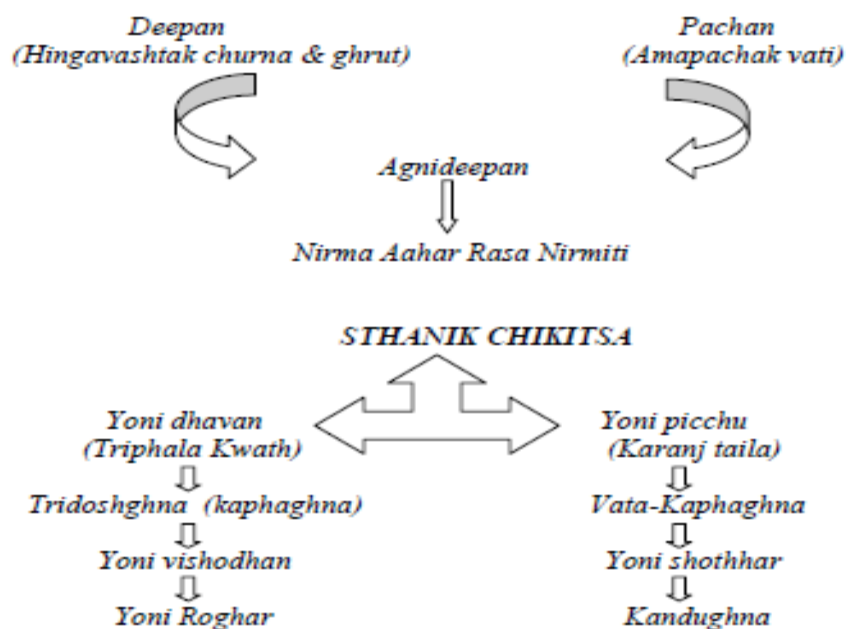 Deepan
(Hingavashtak churna & ghrut)
Pachan
(Amapachak vati)
Agnideepan
Nirma Aahar Rasa Nirmiti
STHANIK CHIKITSA
Yoni dhavan
(Triphala Kwath)
Tridoshghna (kaphaghna)
Yoni vishodhan
Yoni Roghar
Yoni picchu
(Karanj taila)
Vata-Kaphaghna
Yoni shothhar
Kandughna